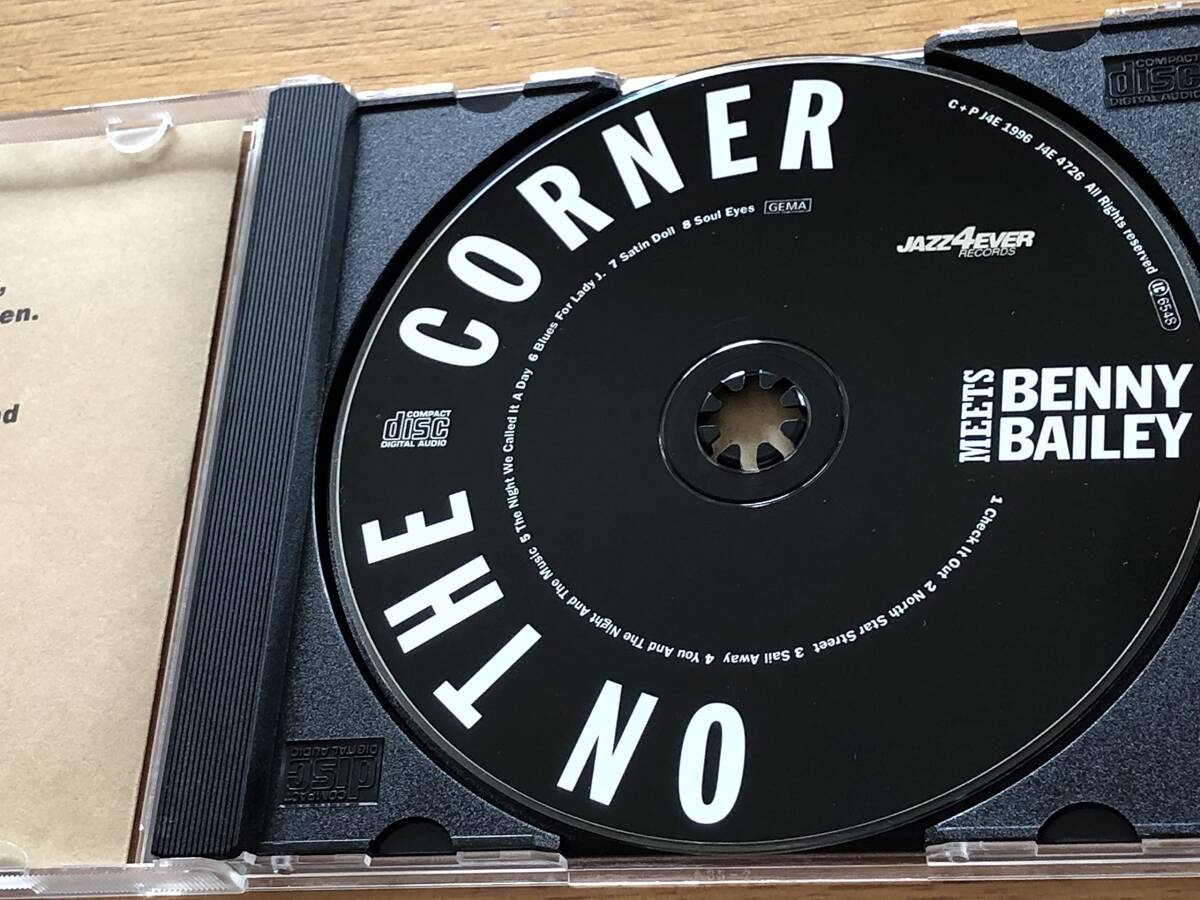 en.
ON THE CORNER
MEETS
BENNY
BAILEY
1 Check It Out 2 North Star Street 3 Sail Away 4 You And The Night And The Music 5 The Night We Called It A Day 6 Blues For Lady J. 7 Satin Doll 8 Soul Eyes GEMA
C + P J4E 1996 J4E 4726 All Rights reserved LC 6548
JAZZ4EVER
RECORDS
COMPACT
disc
DIGITAL AUDIO
COMPACT
disc
DIGITAL AUDIO
COMPACT
disc
DIGITAL AUDIO